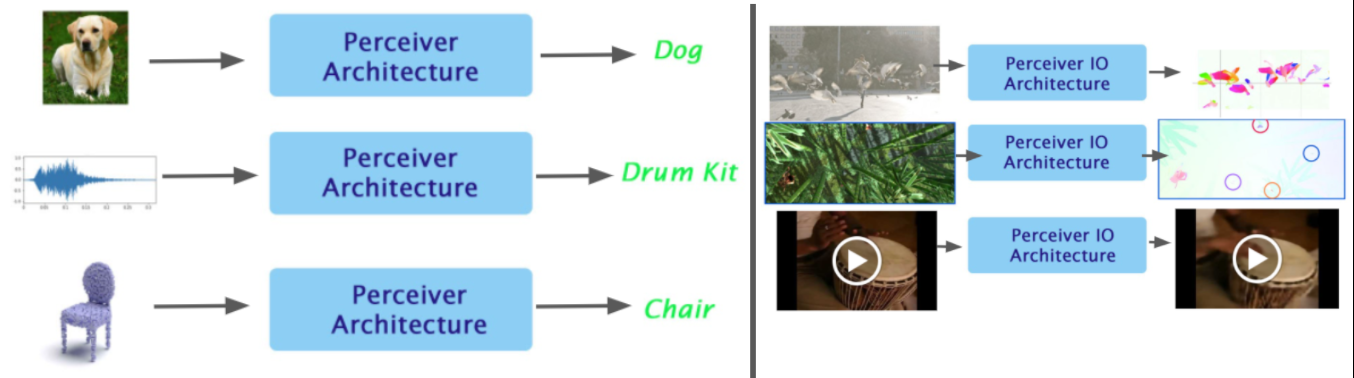 Perceiver
Architecture
Dog
Perceiver
Architecture
Drum Kit
Perceiver
Architecture
Chair
Perceiver IO
Architecture
Perceiver IO
Architecture
Perceiver IO
Architecture